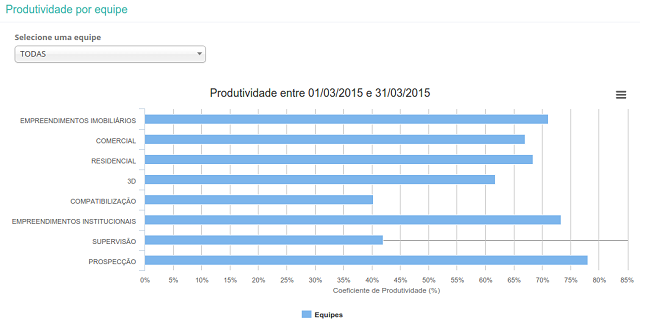 Produtividade por equipe
Selecione uma equipe
TODAS
Produtividade entre 01/03/2015 e 31/03/2015
EMPREENDIMENTOS IMOBILIÁRIOS
COMERCIAL
RESIDENCIAL
3D
COMPATIBILIZAÇÃO
EMPREENDIMENTOS INSTITUCIONAIS
SUPERVISÃO
PROSPECÇÃO
0% 5% 10% 15% 20% 25% 30% 35% 40% 45% 50% 55% 60% 65% 70% 75% 80% 85%
Coeficiente de Produtividade (%)
Equipes